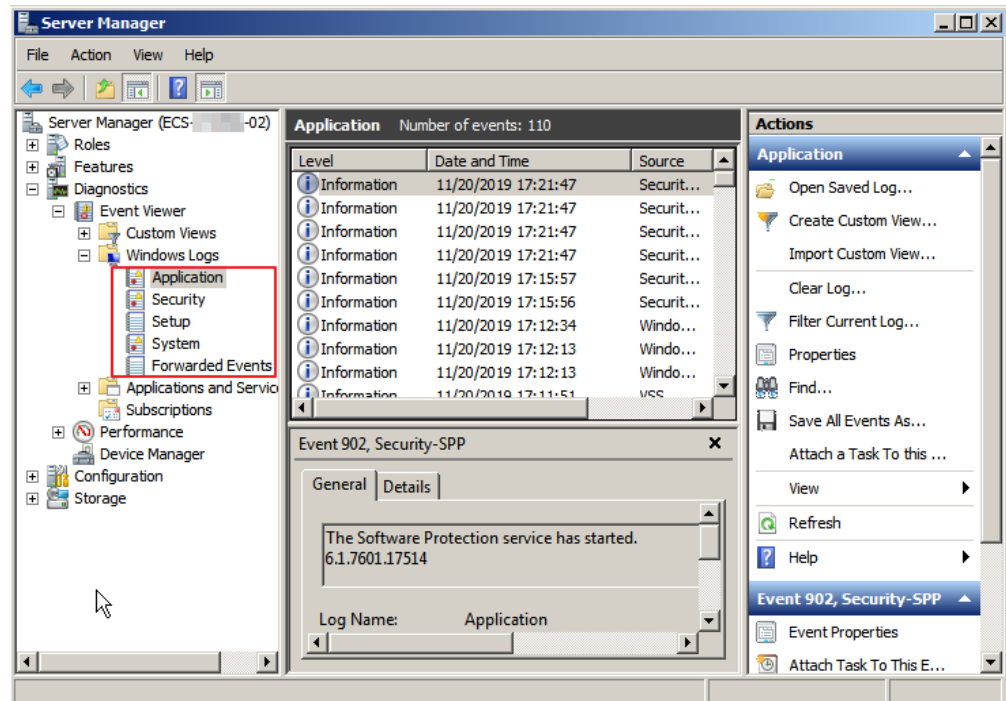 Server Manager
File Action View Help
Server Manager (ECS- -02)
Roles
Features
Diagnostics
Event Viewer
Custom Views
Windows Logs
Application
Security
Setup
System
Forwarded Events
Applications and Service
Subscriptions
Performance
Device Manager
Configuration
Storage
Application Number of events: 110
Level Date and Time Source
Information 11/20/2019 17:21:47 Securit...
Information 11/20/2019 17:21:47 Securit...
Information 11/20/2019 17:21:47 Securit...
Information 11/20/2019 17:21:47 Securit...
Information 11/20/2019 17:15:57 Securit...
Information 11/20/2019 17:15:56 Securit...
Information 11/20/2019 17:12:34 Windo...
Information 11/20/2019 17:12:13 Windo...
Information 11/20/2019 17:12:13 Windo...
Information 11/20/2019 17:11:51 VSS
Event 902, Security-SPP
General Details
The Software Protection service has started.
6.1.7601.17514
Log Name: Application
Actions
Application
Open Saved Log...
Create Custom View...
Import Custom View...
Clear Log...
Filter Current Log...
Properties
Find...
Save All Events As...
Attach a Task To this ...
View
Refresh
Help
Event 902, Security-SPP
Event Properties
Attach Task To This E...